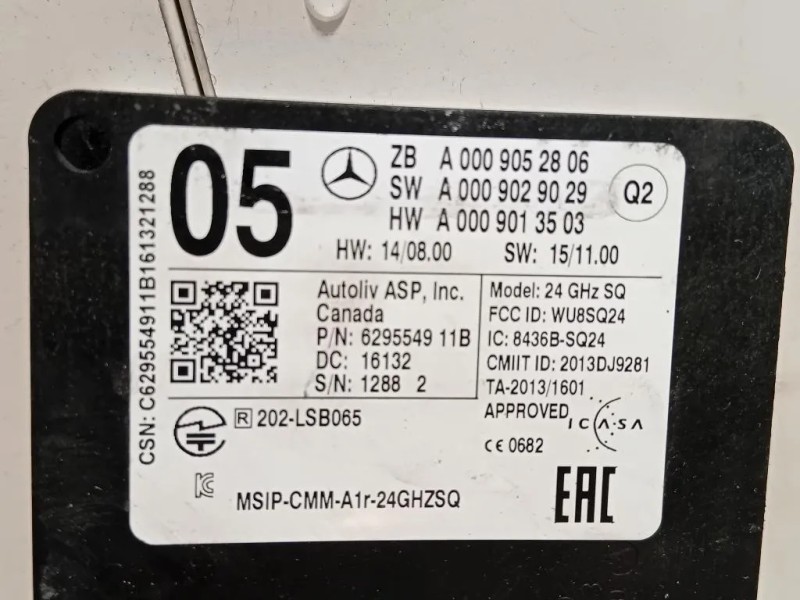 05
ZB A 000 905 28 06
SW A 000 902 90 29
HW A 000 901 35 03
Q2
HW: 14/08.00 SW: 15/11.00
CSN: C629554911B161321288
Autoliv ASP, Inc.
Canada
P/N: 6295549 11B
DC: 16132
S/N: 1288 2
Model: 24 GHz SQ
FCC ID: WU8SQ24
IC: 8436B-SQ24
CMIIT ID: 2013DJ9281
TA-2013/1601
APPROVED
ICASA
R 202-LSB065
CE 0682
KC
MSIP-CMM-A1r-24GHZSQ
EAC